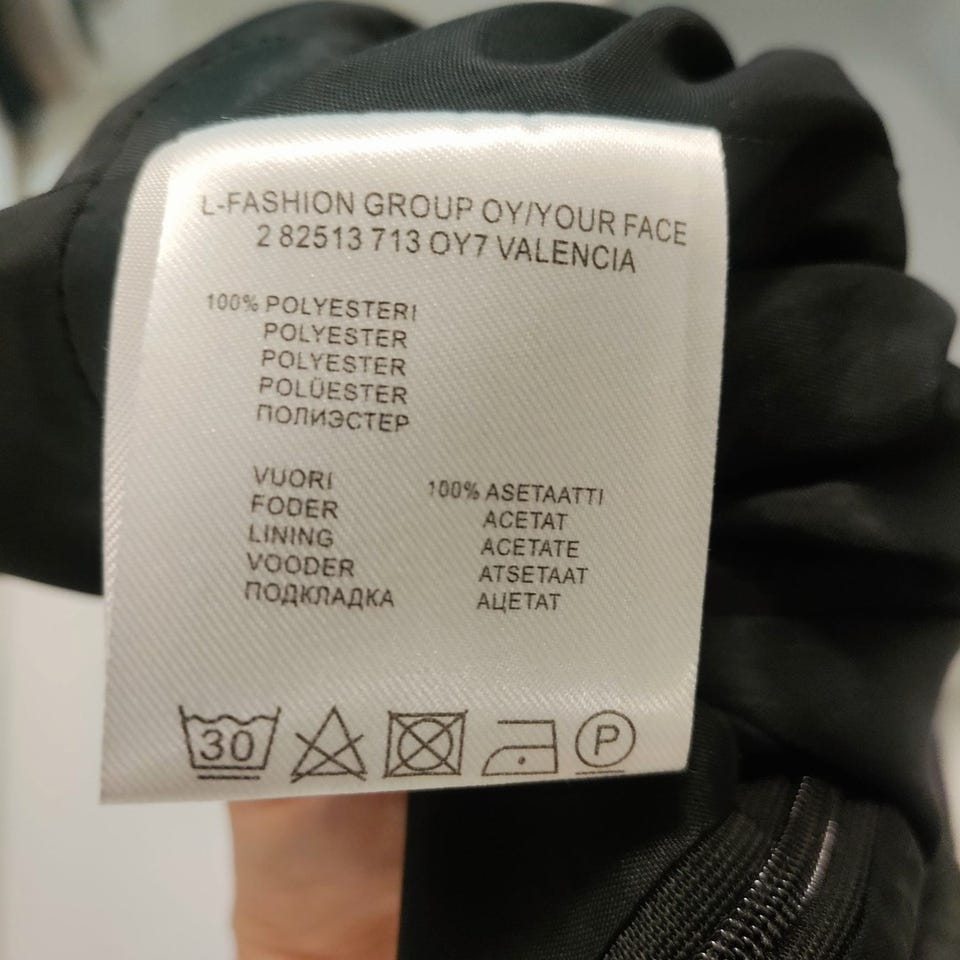 L-FASHION GROUP OY/YOUR FACE
2 82513 713 OY7 VALENCIA
100% POLYESTERI
POLYESTER
POLYESTER
POLÜESTER
ПОЛИЭСТЕР
VUORI
FODER
LINING
VOODER
ПОДКЛАДКА
100% ASETAATTI
ACETAT
ACETATE
ATSETAAT
АЦЕТАТ
30
P